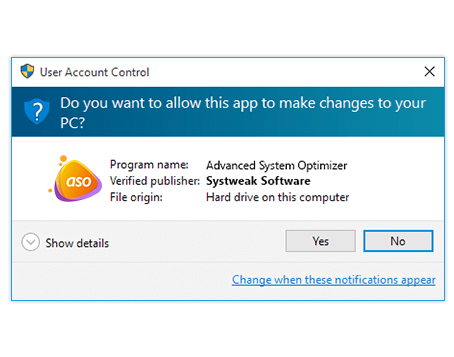 User Account Control
Do you want to allow this app to make changes to your
PC?
aso
Program name: Advanced System Optimizer
Verified publisher: Systweak Software
File origin: Hard drive on this computer
Show details
Yes
No
Change when these notifications appear